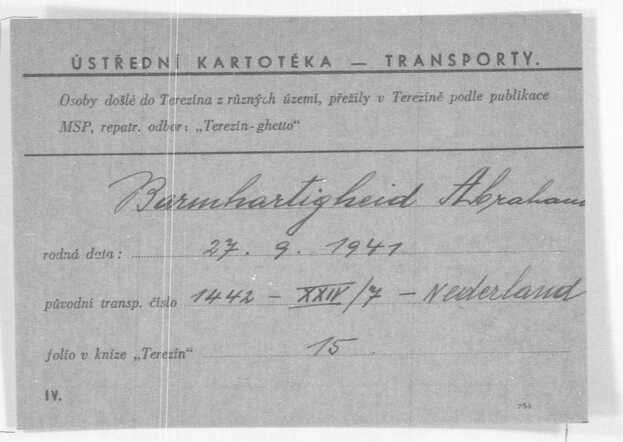 ÚSTŘEDNÍ KARTOTÉKA — TRANSPORTY.
Osoby došlé do Terezína z různých území, přežily v Terezíně podle publikace
MSP, repatr. odbor: „Terezín-ghetto“
Barmhartigheid Abraham
rodná data: 27. 9. 1941
původní transp. číslo 1442 - XXIV/7 - Nederland
folio v knize „Terezín“ 15
IV.